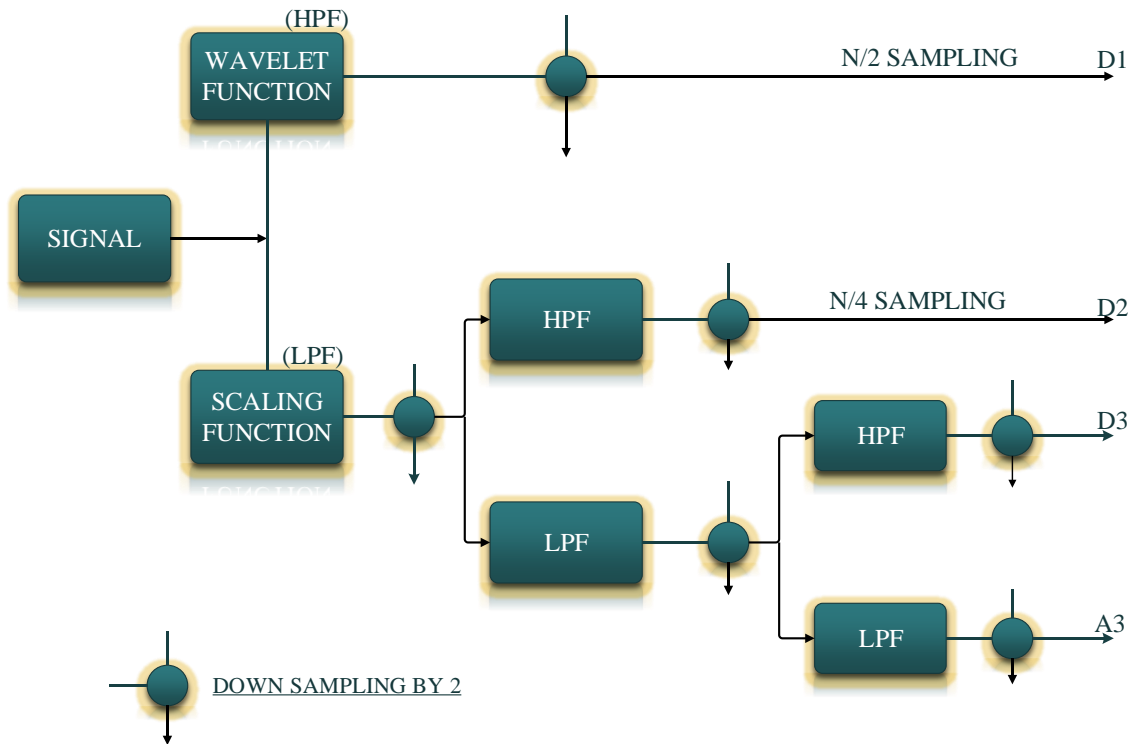 (HPF)
WAVELET
FUNCTION
N/2 SAMPLING
D1
SIGNAL
HPF
N/4 SAMPLING
D2
(LPF)
SCALING
FUNCTION
HPF
D3
LPF
LPF
A3
DOWN SAMPLING BY 2